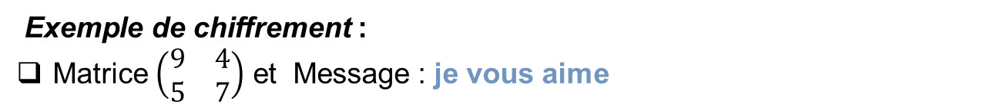 Exemple de chiffrement :
❑ Matrice (9 4
5 7) et Message : je vous aime